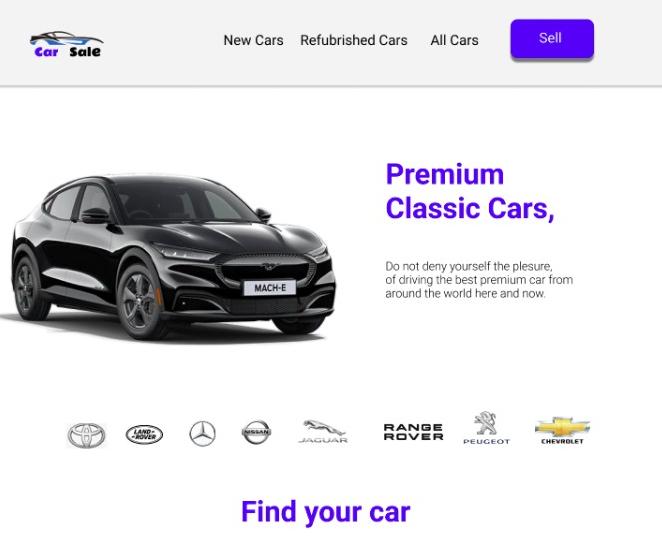 Car Sale
New Cars
Refubrished Cars
All Cars
Sell
Premium
Classic Cars,
Do not deny yourself the plesure,
of driving the best premium car from
around the world here and now.
MACH-E
LAND-
ROVER
NISSAN
JAGUAR
RANGE
ROVER
PEUGEOT
CHEVROLET
Find your car